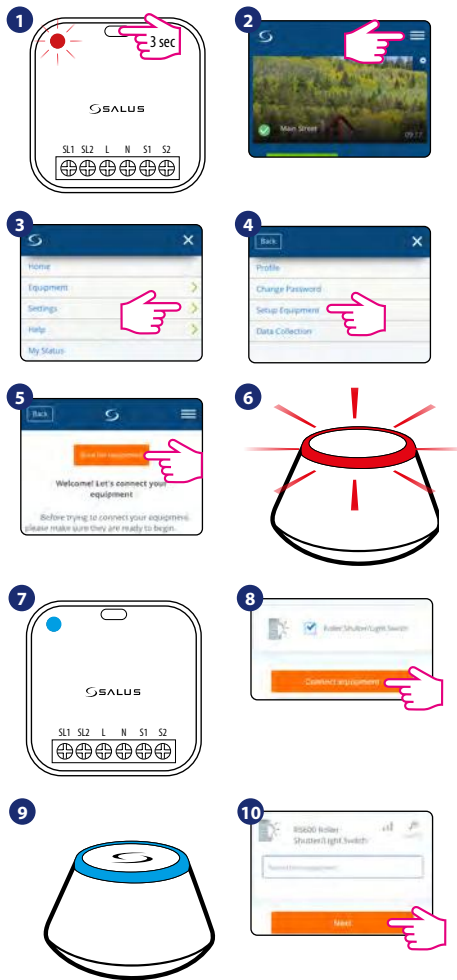 1
3 sec
SALUS
SL1 SL2 L N S1 S2
2
Main Street
09:17
3
Home
Equipment
Settings
Help
My Status
4
Back
Profile
Change Password
Setup Equipment
Data Collection
5
Back
Welcome! Let's connect your
equipment
Before trying to connect your equipment,
please make sure they are ready to begin.
6
7
SALUS
SL1 SL2 L N S1 S2
8
Roller Shutter/Light Switch
Connect equipment
9
10
RS600 Roller
Shutter/Light Switch
Next